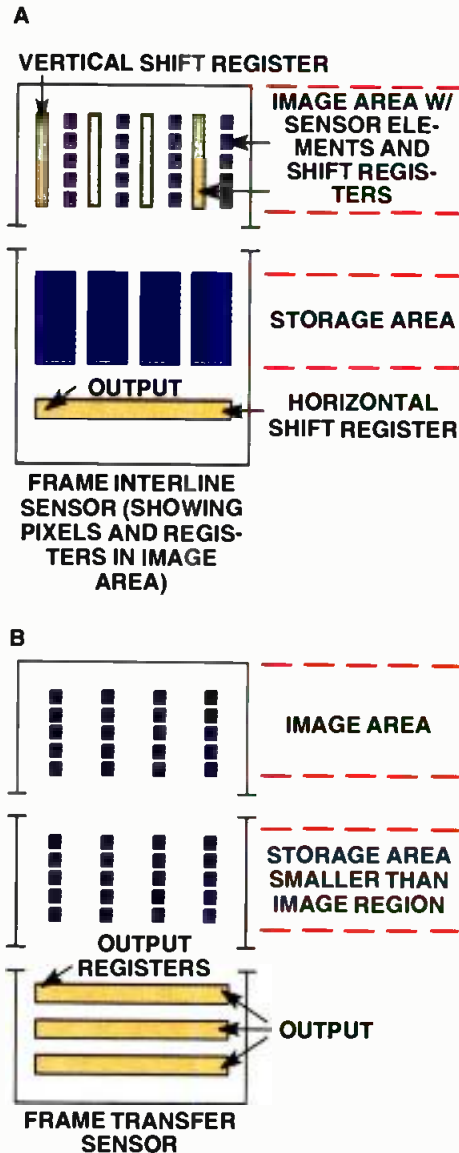 A
VERTICAL SHIFT REGISTER
IMAGE AREA W/
SENSOR ELE-
MENTS AND
SHIFT REGIS-
TERS
STORAGE AREA
OUTPUT
HORIZONTAL
SHIFT REGISTER
FRAME INTERLINE
SENSOR (SHOWING
PIXELS AND REGIS-
TERS IN IMAGE
AREA)
B
IMAGE AREA
STORAGE AREA
SMALLER THAN
IMAGE REGION
OUTPUT
REGISTERS
OUTPUT
FRAME TRANSFER
SENSOR